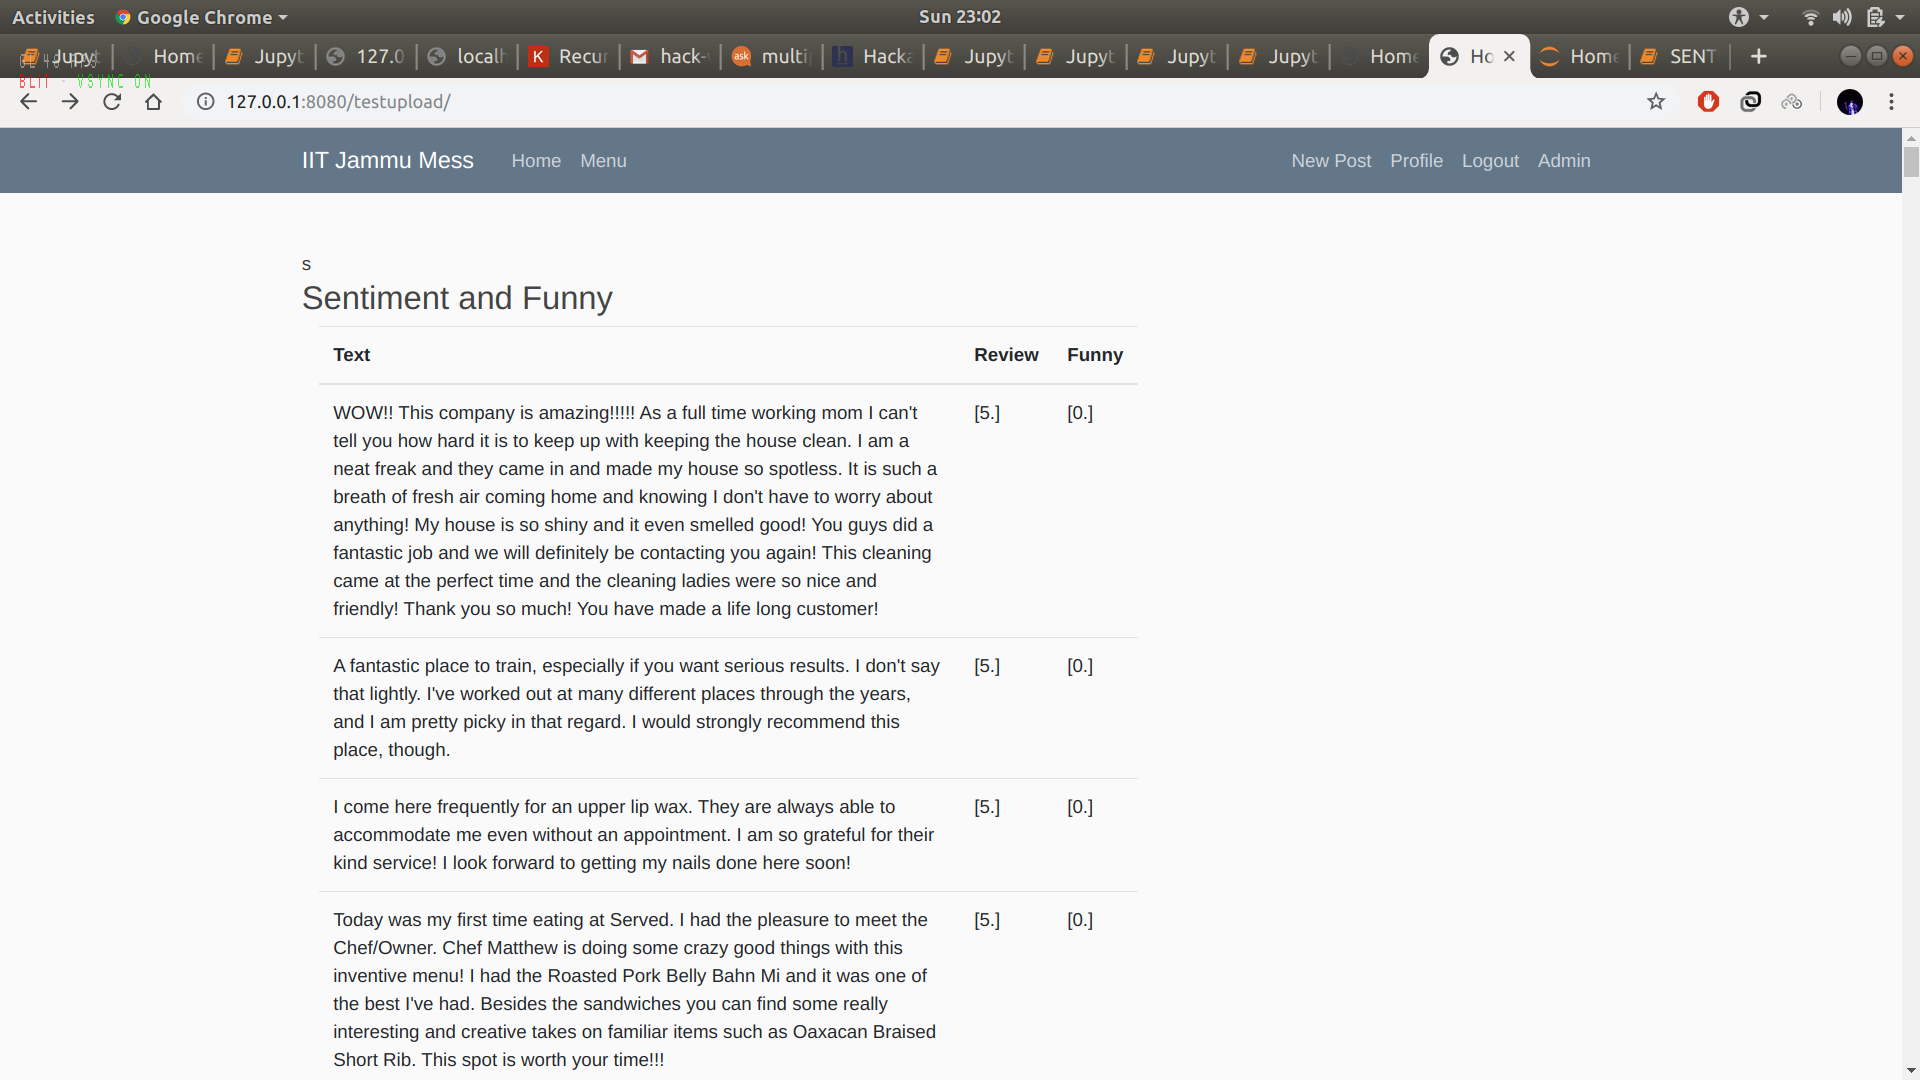 Activities Google Chrome Sun 23:02
Jupyt Home Jupyt 127.0 localh K Recur hack- ask multi h Hacka Jupyt Jupyt Jupyt Jupyt Home Ho Home SENT
BLIT - VSYNC ON
127.0.0.1:8080/testupload/
IIT Jammu Mess Home Menu New Post Profile Logout Admin
s
Sentiment and Funny
Text Review Funny
WOW!! This company is amazing!!!!! As a full time working mom I can't [5.] [0.]
tell you how hard it is to keep up with keeping the house clean. I am a
neat freak and they came in and made my house so spotless. It is such a
breath of fresh air coming home and knowing I don't have to worry about
anything! My house is so shiny and it even smelled good! You guys did a
fantastic job and we will definitely be contacting you again! This cleaning
came at the perfect time and the cleaning ladies were so nice and
friendly! Thank you so much! You have made a life long customer!
A fantastic place to train, especially if you want serious results. I don't say [5.] [0.]
that lightly. I've worked out at many different places through the years,
and I am pretty picky in that regard. I would strongly recommend this
place, though.
I come here frequently for an upper lip wax. They are always able to [5.] [0.]
accommodate me even without an appointment. I am so grateful for their
kind service! I look forward to getting my nails done here soon!
Today was my first time eating at Served. I had the pleasure to meet the [5.] [0.]
Chef/Owner. Chef Matthew is doing some crazy good things with this
inventive menu! I had the Roasted Pork Belly Bahn Mi and it was one of
the best I've had. Besides the sandwiches you can find some really
interesting and creative takes on familiar items such as Oaxacan Braised
Short Rib. This spot is worth your time!!!